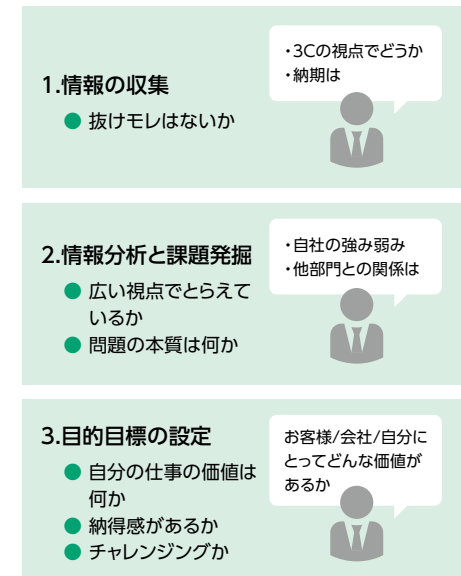 ・3Cの視点でどうか
・納期は
1.情報の収集
● 抜けモレはないか
・自社の強み弱み
・他部門との関係は
2.情報分析と課題発掘
● 広い視点でとらえて
いるか
● 問題の本質は何か
お客様/会社/自分に
とってどんな価値が
あるか
3.目的目標の設定
● 自分の仕事の価値は
何か
● 納得感があるか
● チャレンジングか